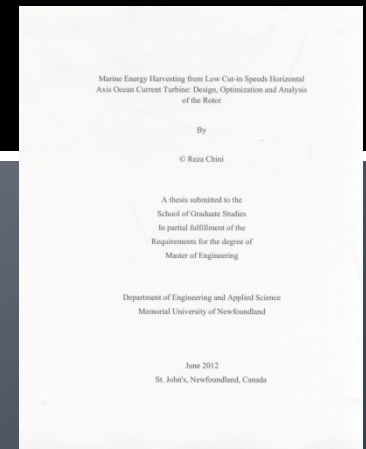 Marine Energy Harvesting from Low Cut-in Speeds Horizontal
Axis Ocean Current Turbine: Design, Optimization and Analysis
of the Rotor
By
© Reza Chini
A thesis submitted to the
School of Graduate Studies
In partial fulfillment of the
Requirements for the degree of
Master of Engineering
Department of Engineering and Applied Science
Memorial University of Newfoundland
June 2012
St. John's, Newfoundland, Canada